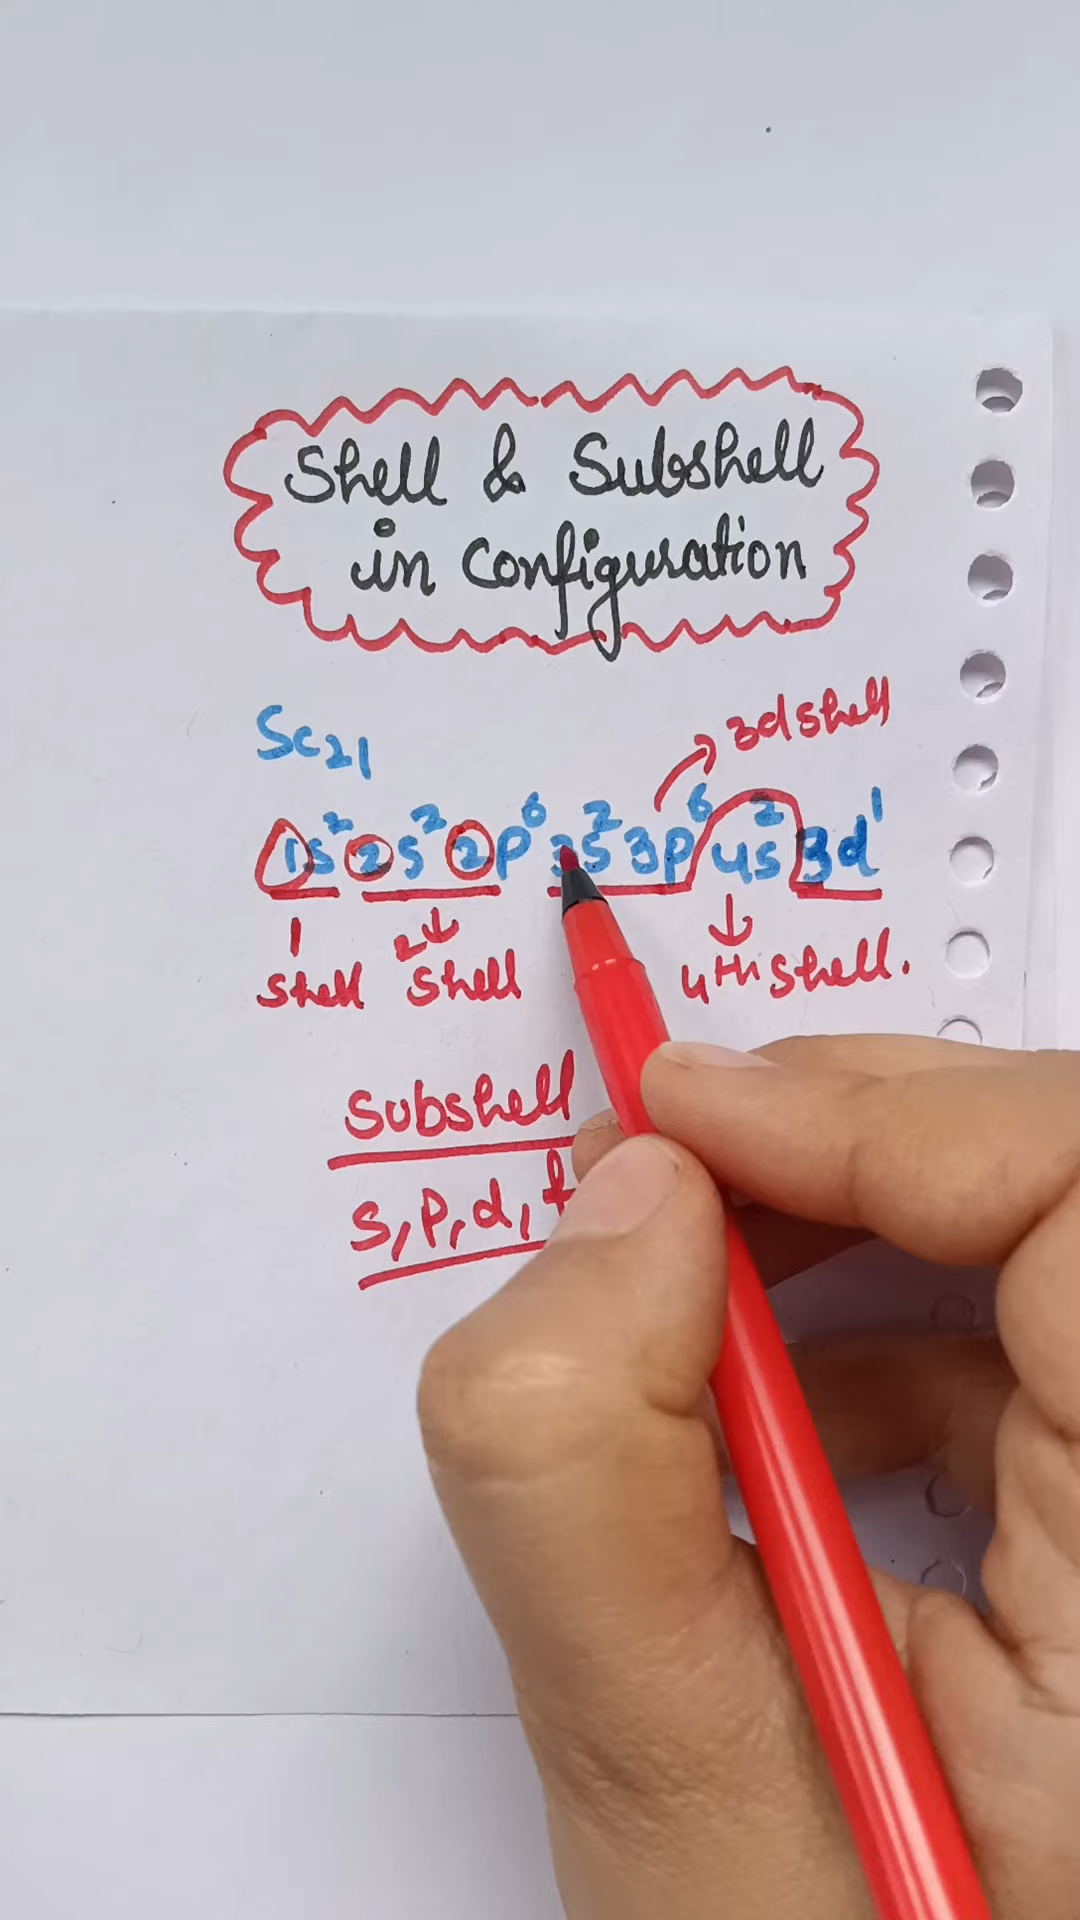 Shell & Subshell
in Configuration
3d shell
Sc21
1s² 2s² 2p⁶ 3s² 3p⁶ 4s² 3d¹
1 shell
2 shell
4th shell.
Subshell
s, p, d, f